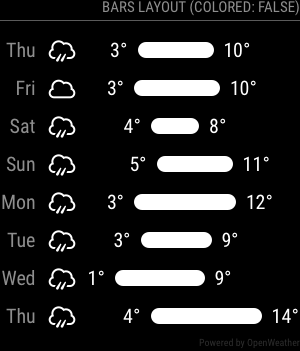 BARS LAYOUT (COLORED: FALSE)
Thu 3° 10°
Fri 3° 10°
Sat 4° 8°
Sun 5° 11°
Mon 3° 12°
Tue 3° 9°
Wed 1° 9°
Thu 4° 14°
Powered by OpenWeather